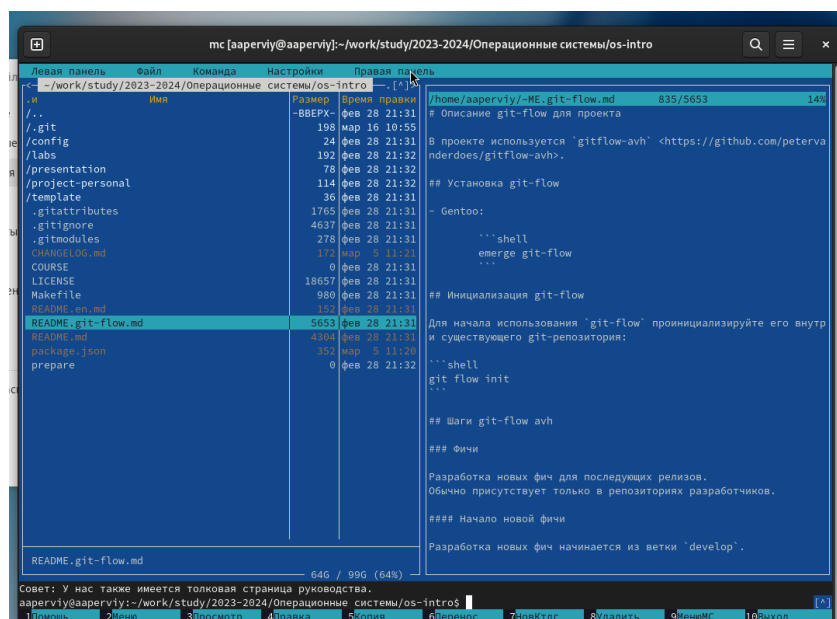 mc [aaperviy@aaperviy]:~/work/study/2023-2024/Операционные системы/os-intro
Левая панель Файл Команда Настройки Правая панель
<— ~/work/study/2023-2024/Операционные системы/os-intro —.[^]
.и Имя Размер Время правки
/.. -ВВЕРХ- фев 28 21:31
/.git 198 мар 16 10:55
/config 24 фев 28 21:31
/labs 192 фев 28 21:32
/presentation 78 фев 28 21:32
/project-personal 114 фев 28 21:32
/template 36 фев 28 21:31
.gitattributes 1765 фев 28 21:31
.gitignore 4637 фев 28 21:31
.gitmodules 278 фев 28 21:31
CHANGELOG.md 172 мар 5 11:21
COURSE 0 фев 28 21:31
LICENSE 18657 фев 28 21:31
Makefile 980 фев 28 21:31
README.en.md 152 фев 28 21:31
README.git-flow.md 5653 фев 28 21:31
README.md 4304 фев 28 21:31
package.json 352 мар 5 11:20
prepare 0 фев 28 21:32
README.git-flow.md
64G / 99G (64%)
/home/aaperviy/~ME.git-flow.md 835/5653 14%
# Описание git-flow для проекта
В проекте используется `gitflow-avh` <https://github.com/peterva
nderdoes/gitflow-avh>.
## Установка git-flow
- Gentoo:
```shell
emerge git-flow
```
## Инициализация git-flow
Для начала использования `git-flow` проинициализируйте его внутр
и существующего git-репозитория:
```shell
git flow init
```
## Шаги git-flow avh
### Фичи
Разработка новых фич для последующих релизов.
Обычно присутствует только в репозиториях разработчиков.
#### Начало новой фичи
Разработка новых фич начинается из ветки `develop`.
Совет: У нас также имеется толковая страница руководства.
aaperviy@aaperviy:~/work/study/2023-2024/Операционные системы/os-intro$ [^]
1Помощь 2Меню 3Просмотр 4Правка 5Копия 6Перенос 7НовКтлг 8Удалить 9МенюМС 10Выход